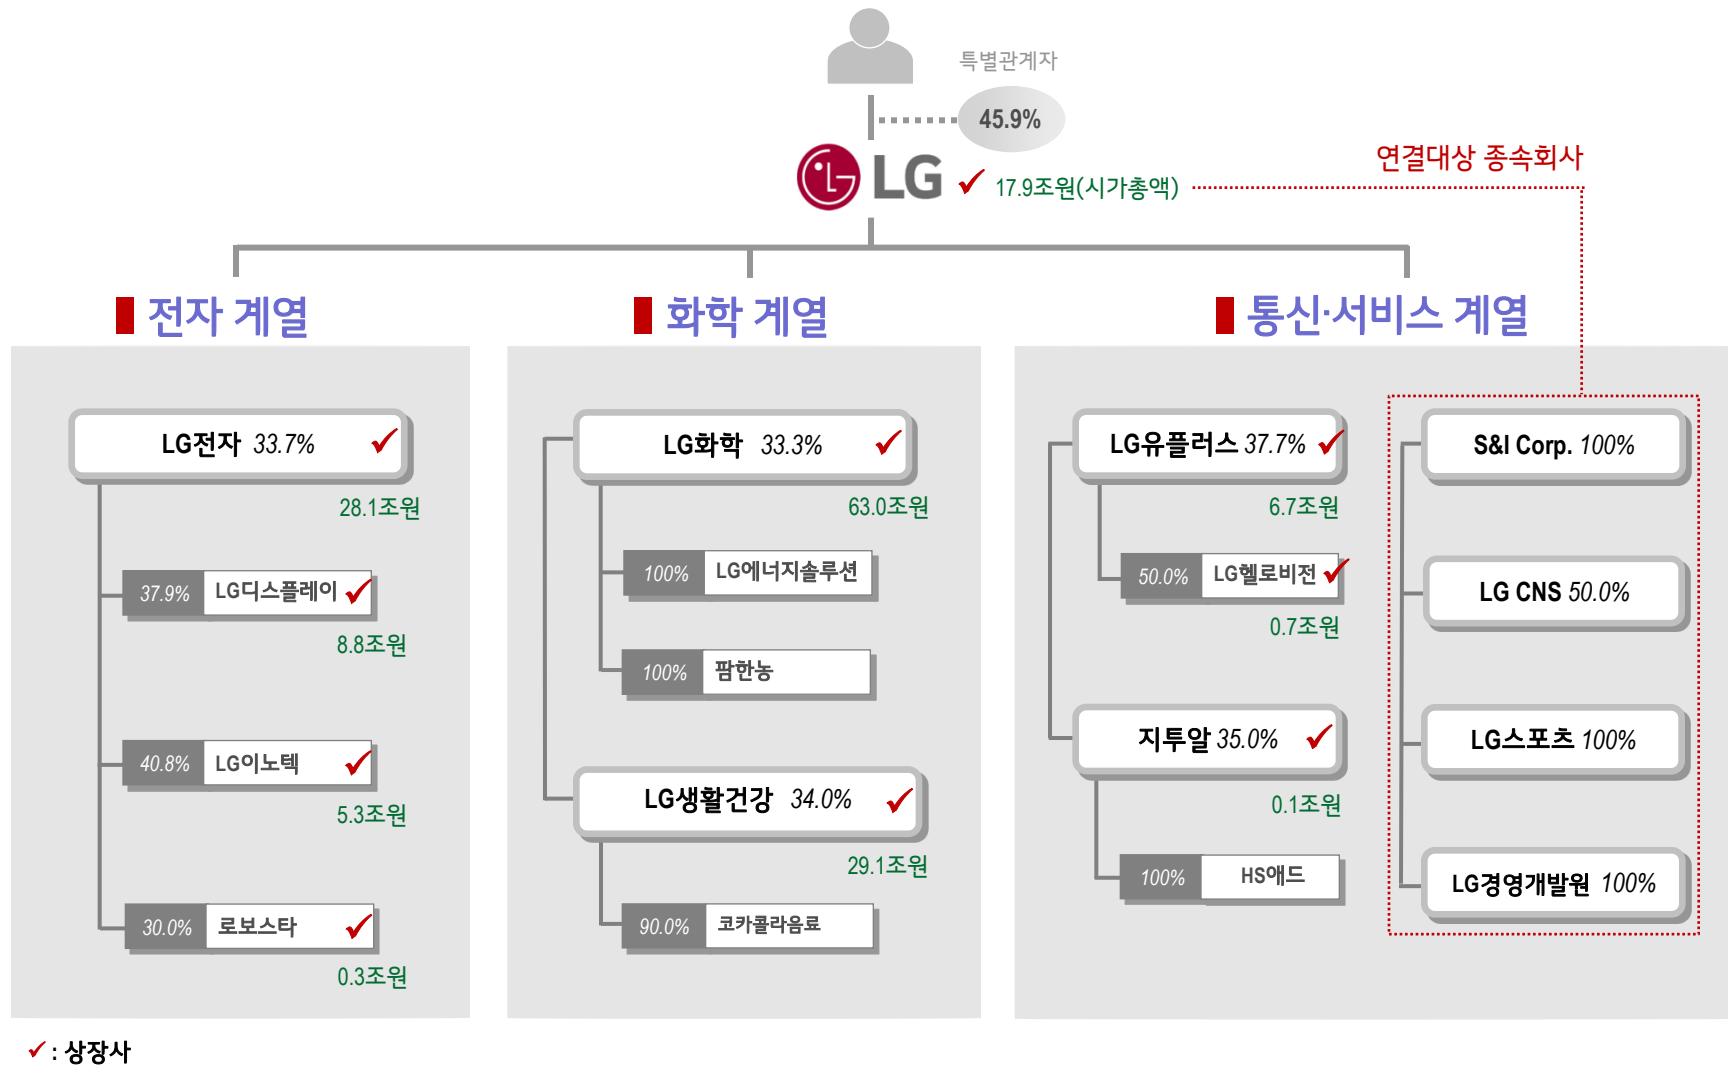 특별관계자
45.9%
LG
17.9조원(시가총액)
연결대상 종속회사
전자 계열
LG전자 33.7%
28.1조원
37.9% LG디스플레이
8.8조원
40.8% LG이노텍
5.3조원
30.0% 로보스타
0.3조원
화학 계열
LG화학 33.3%
63.0조원
100% LG에너지솔루션
100% 팜한농
LG생활건강 34.0%
29.1조원
90.0% 코카콜라음료
통신·서비스 계열
LG유플러스 37.7%
6.7조원
50.0% LG헬로비전
0.7조원
지투알 35.0%
0.1조원
100% HS애드
S&I Corp. 100%
LG CNS 50.0%
LG스포츠 100%
LG경영개발원 100%
: 상장사